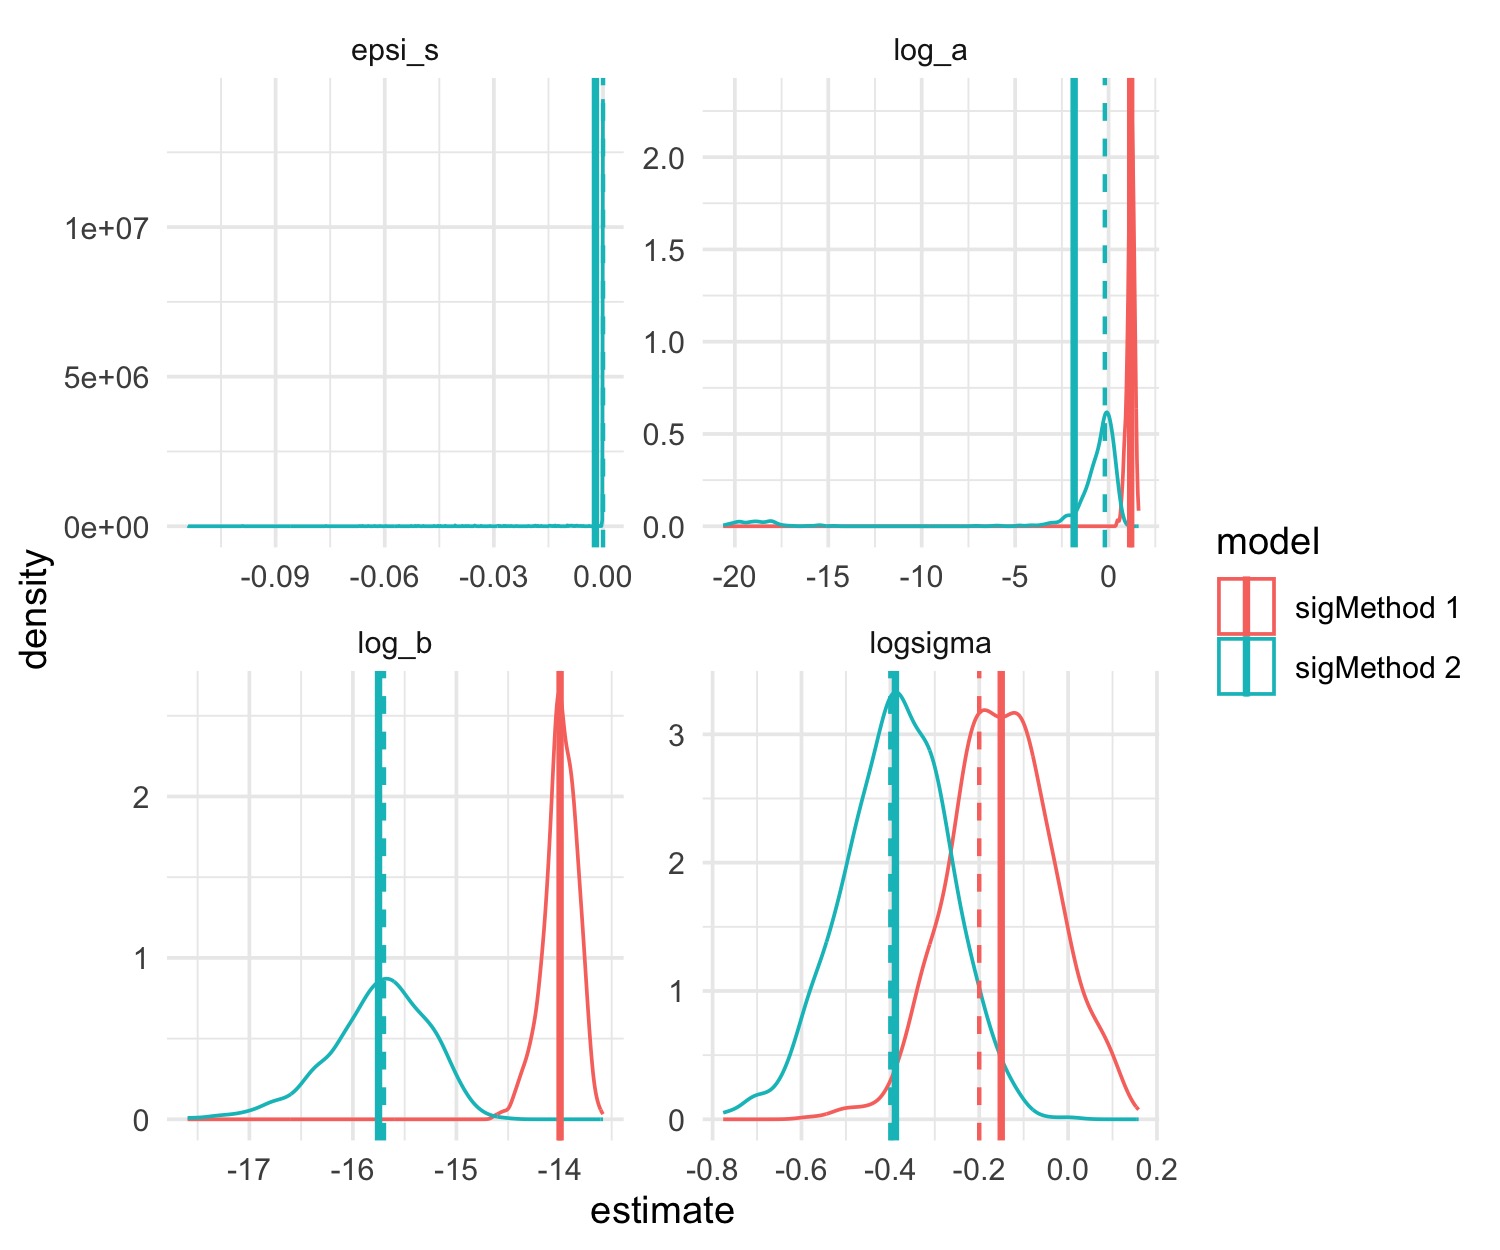 epsi_s
log_a
1e+07
5e+06
0e+00
-0.09 -0.06 -0.03 0.00
2.0
1.5
1.0
0.5
0.0
-20 -15 -10 -5 0
log_b
logsigma
2
1
0
-17 -16 -15 -14
3
2
1
0
-0.8 -0.6 -0.4 -0.2 0.0 0.2
density
estimate
model
sigMethod 1
sigMethod 2